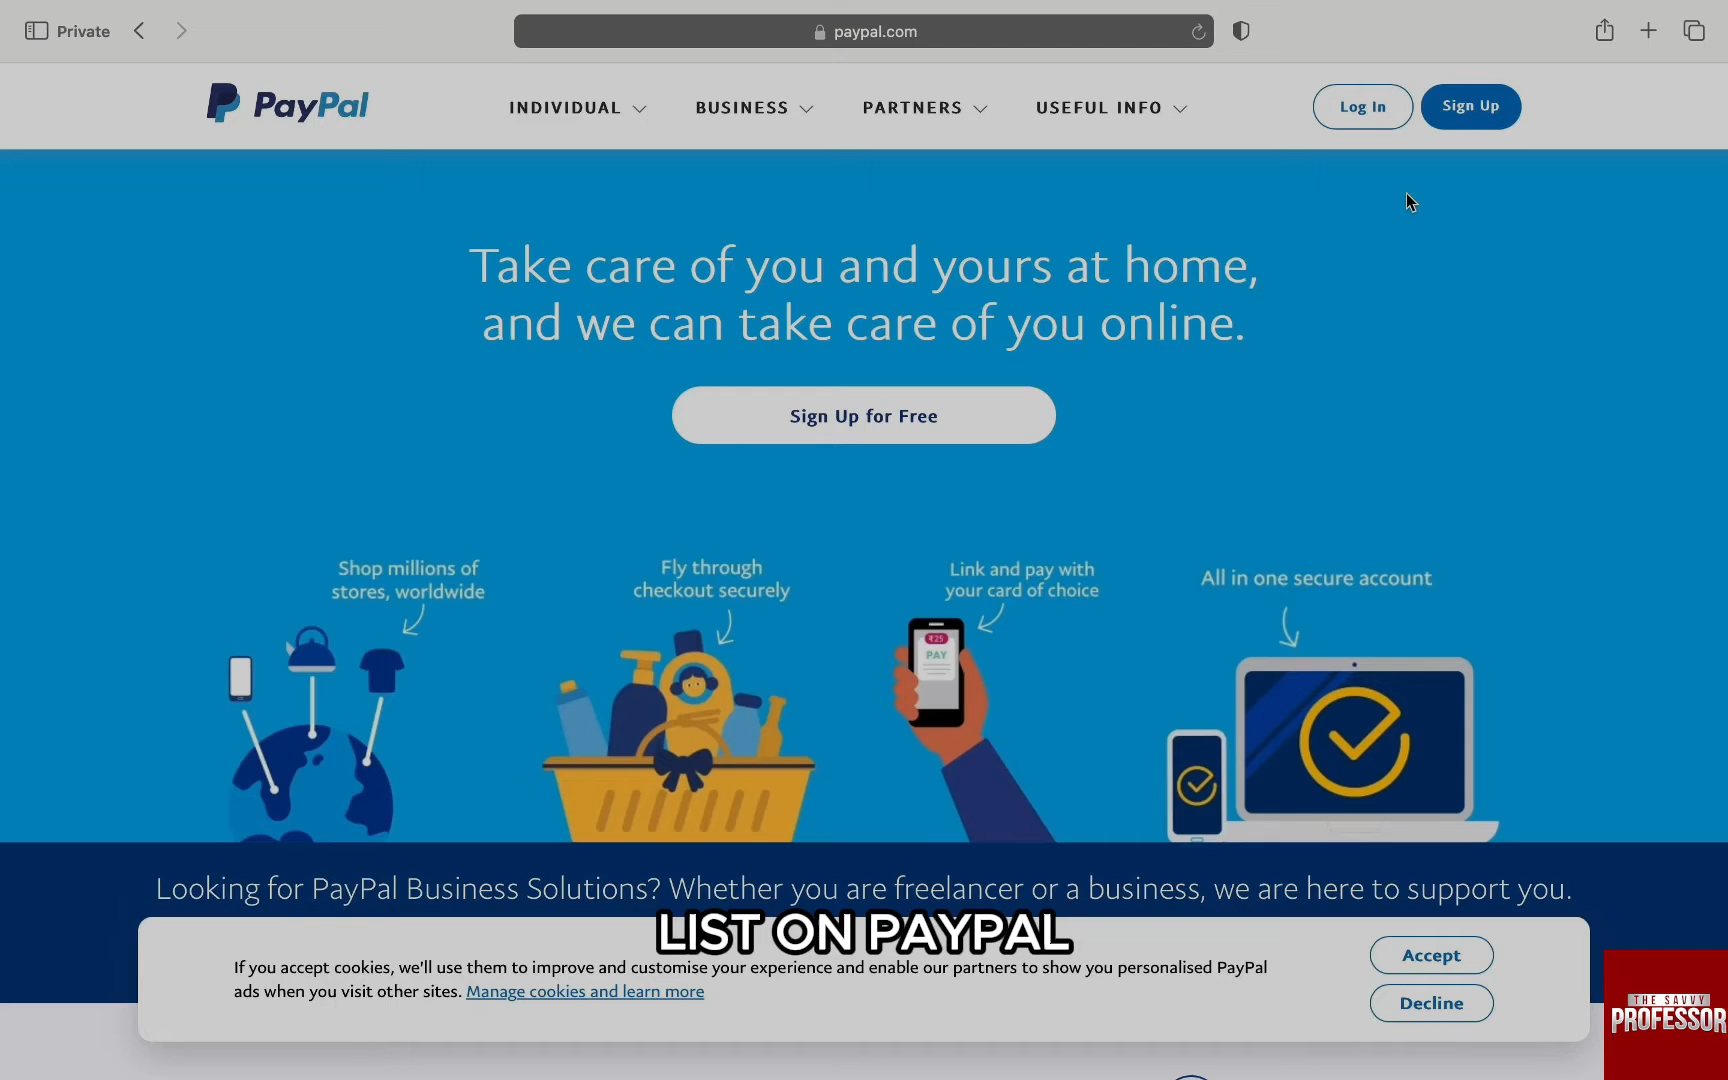 Private
paypal.com
PayPal
INDIVIDUAL
BUSINESS
PARTNERS
USEFUL INFO
Log In
Sign Up
Take care of you and yours at home,
and we can take care of you online.
Sign Up for Free
Shop millions of
stores, worldwide
Fly through
checkout securely
Link and pay with
your card of choice
All in one secure account
₹25
PAY
Looking for PayPal Business Solutions? Whether you are freelancer or a business, we are here to support you.
LIST ON PAYPAL
If you accept cookies, we'll use them to improve and customise your experience and enable our partners to show you personalised PayPal
ads when you visit other sites. Manage cookies and learn more
Accept
Decline
THE SAVVY
PROFESSOR